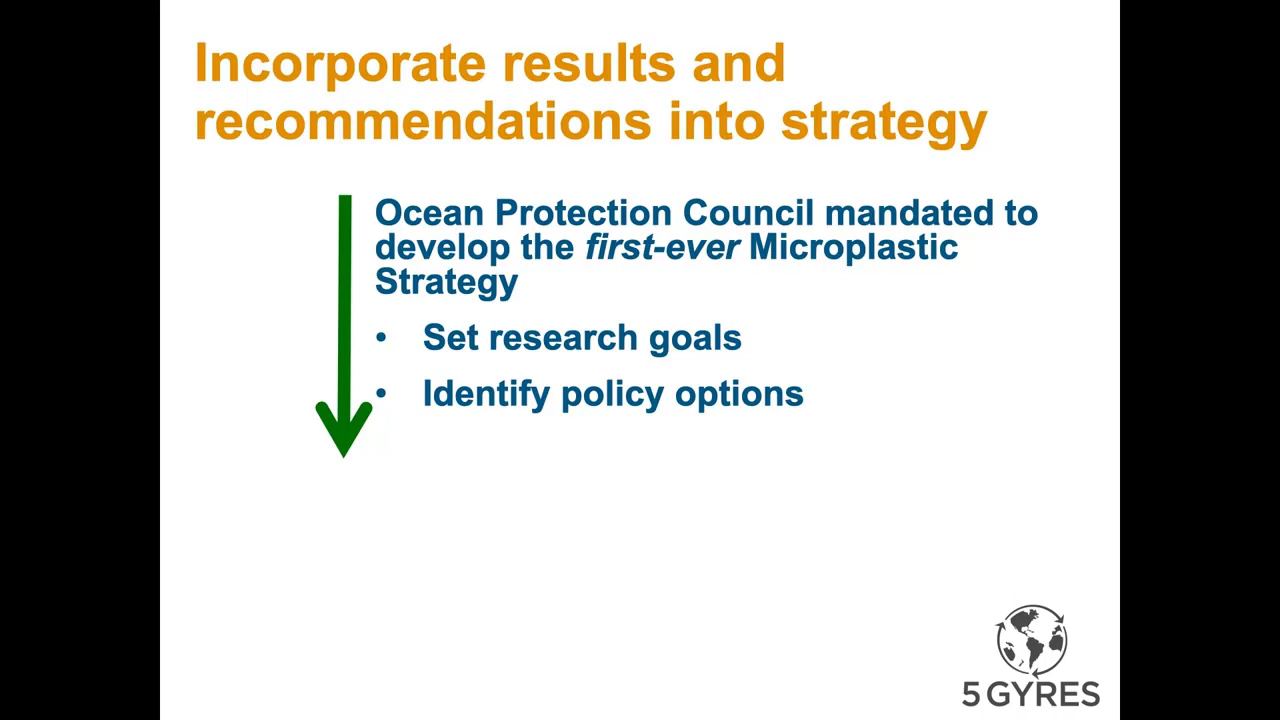 Incorporate results and
recommendations into strategy
Ocean Protection Council mandated to
develop the first-ever Microplastic
Strategy
• Set research goals
• Identify policy options
5 GYRES